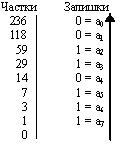 Частки Залишки
236 0 = a₀
118 0 = a₁
59 1 = a₂
29 1 = a₃
14 0 = a₄
7 1 = a₅
3 1 = a₆
1 1 = a₇
0